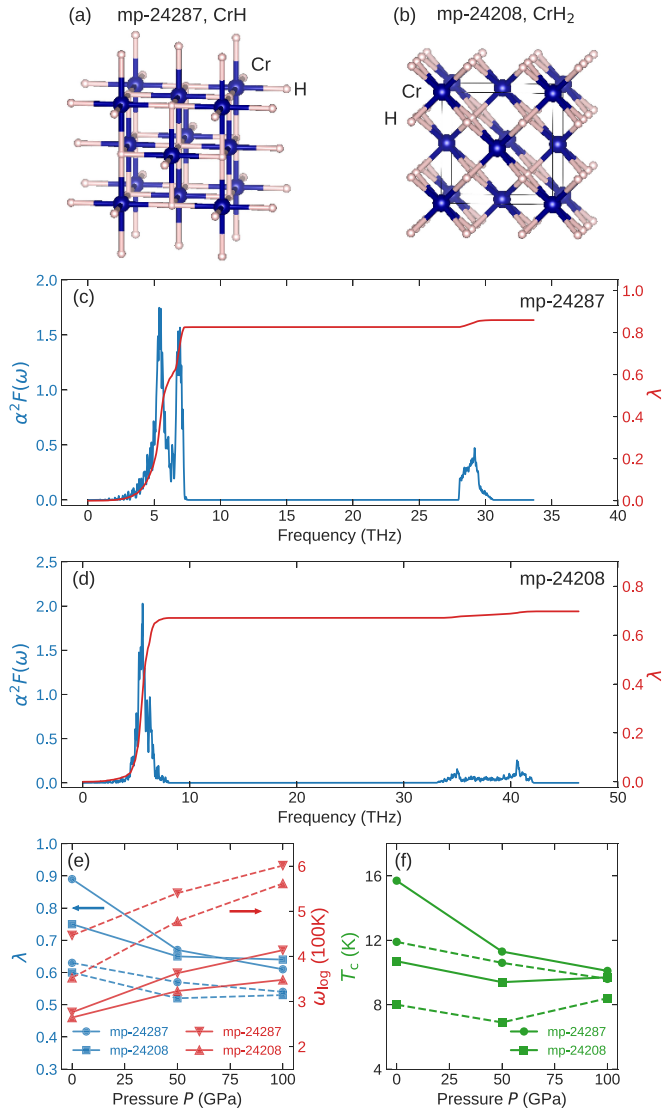 (a) mp-24287, CrH
(b) mp-24208, CrH₂
Cr
H
Cr
H
(c) mp-24287
2.0
1.5
1.0
0.5
0.0
α²F(ω)
1.0
0.8
0.6
0.4
0.2
0.0
λ
0 5 10 15 20 25 30 35 40
Frequency (THz)
(d) mp-24208
2.5
2.0
1.5
1.0
0.5
0.0
α²F(ω)
0.8
0.6
0.4
0.2
0.0
λ
0 10 20 30 40 50
Frequency (THz)
(e)
1.0
0.9
0.8
0.7
0.6
0.5
0.4
0.3
λ
6
5
4
3
2
ω_log (100K)
mp-24287 mp-24287
mp-24208 mp-24208
0 25 50 75 100
Pressure P (GPa)
(f)
16
12
8
4
T_c (K)
mp-24287
mp-24208
0 25 50 75 100
Pressure P (GPa)